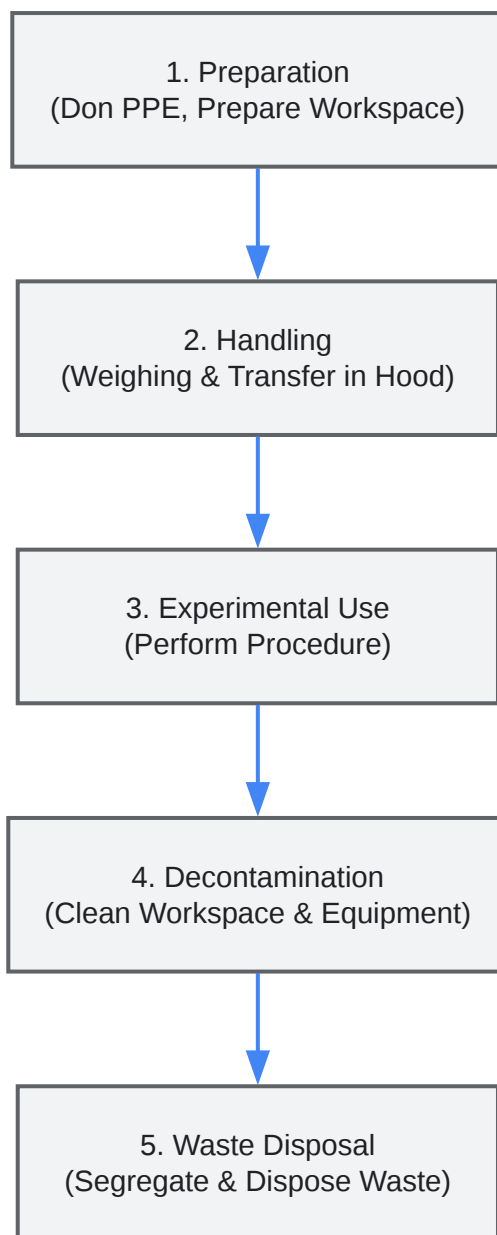 1. Preparation
(Don PPE, Prepare Workspace)
2. Handling
(Weighing & Transfer in Hood)
3. Experimental Use
(Perform Procedure)
4. Decontamination
(Clean Workspace & Equipment)
5. Waste Disposal
(Segregate & Dispose Waste)